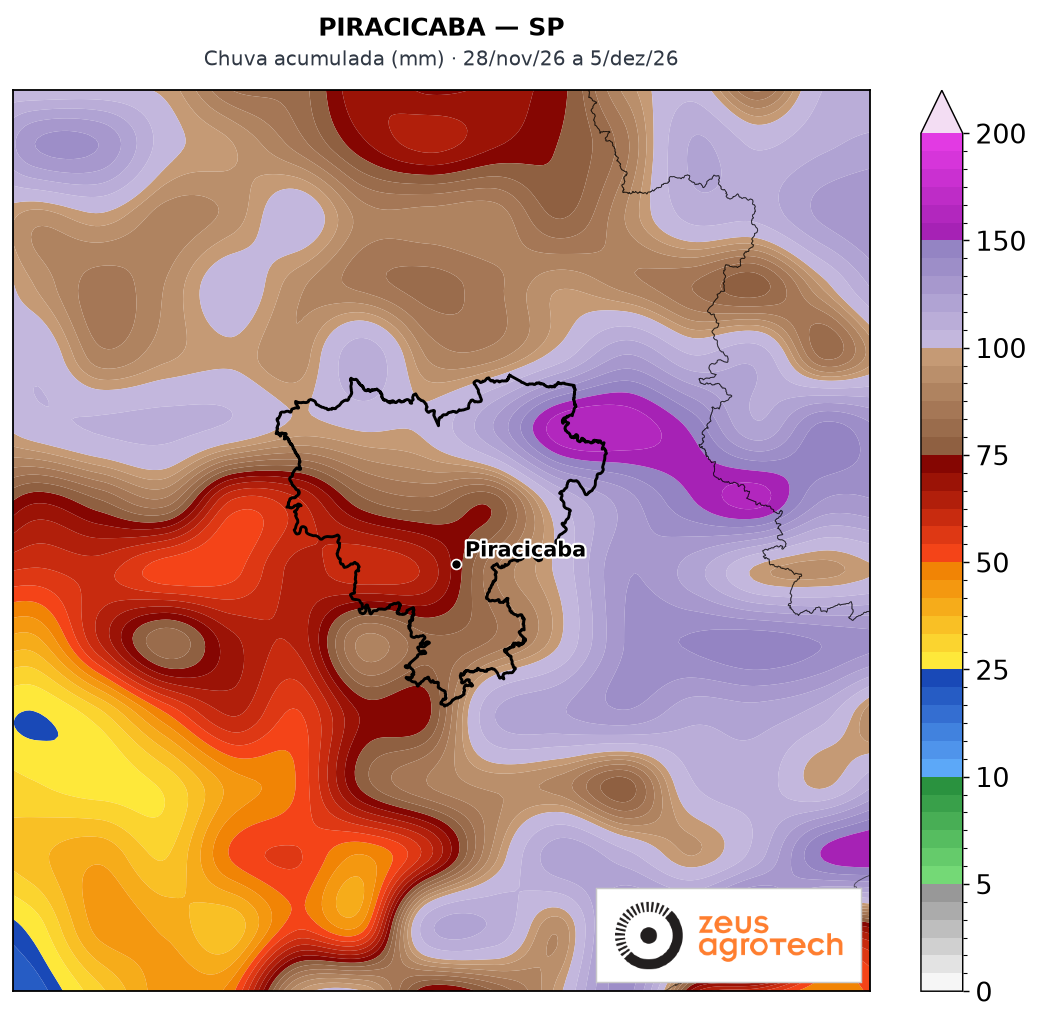 PIRACICABA — SP
Chuva acumulada (mm) · 28/nov/26 a 5/dez/26
200
150
100
75
50
25
10
5
0
Piracicaba
zeus
agrotech